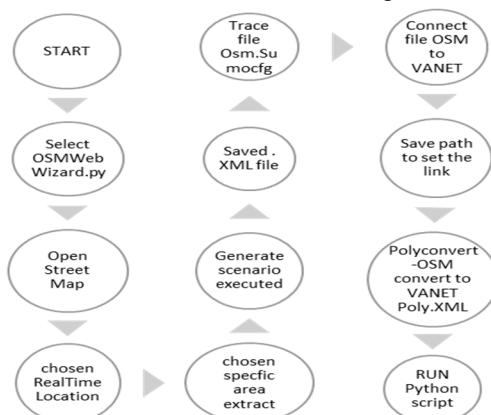 START
Select
OSMWeb
Wizard.py
Open
Street
Map
chosen
RealTime
Location
chosen
specfic
area
extract
Generate
scenario
executed
Saved .
XML file
Trace
file
Osm.Su
mocfg
Connect
file OSM
to
VANET
Save path
to set the
link
Polyconvert
-OSM
convert to
VANET
Poly.XML
RUN
Python
script